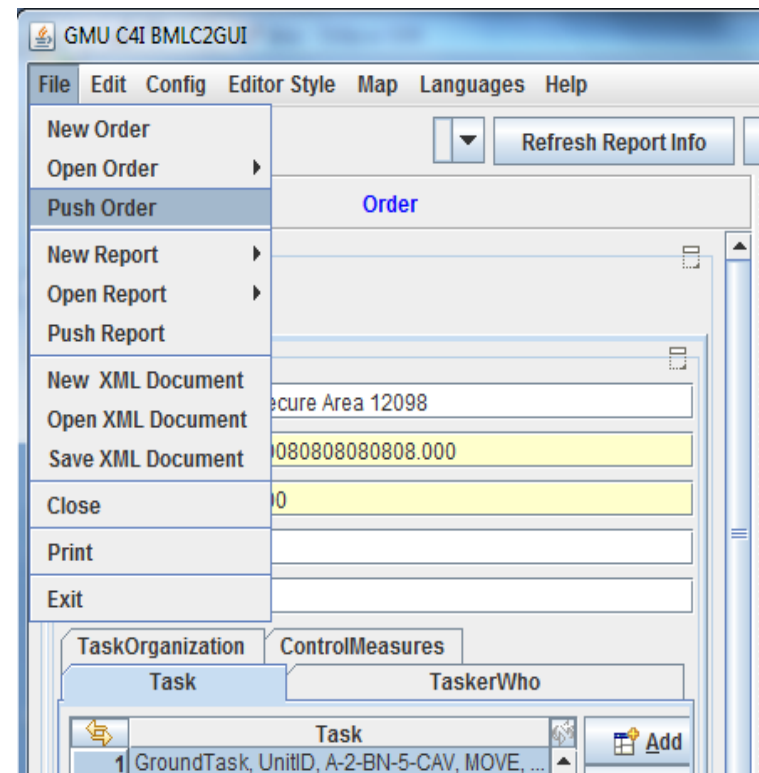 GMU C4I BMLC2GUI
File Edit Config Editor Style Map Languages Help
New Order
Refresh Report Info
Open Order
Push Order
Order
New Report
Open Report
Push Report
New XML Document
ecure Area 12098
Open XML Document
0080808080808.000
Save XML Document
00
Close
Print
Exit
TaskOrganization ControlMeasures
Task TaskerWho
Task
Add
1 GroundTask, UnitID, A-2-BN-5-CAV, MOVE, ...